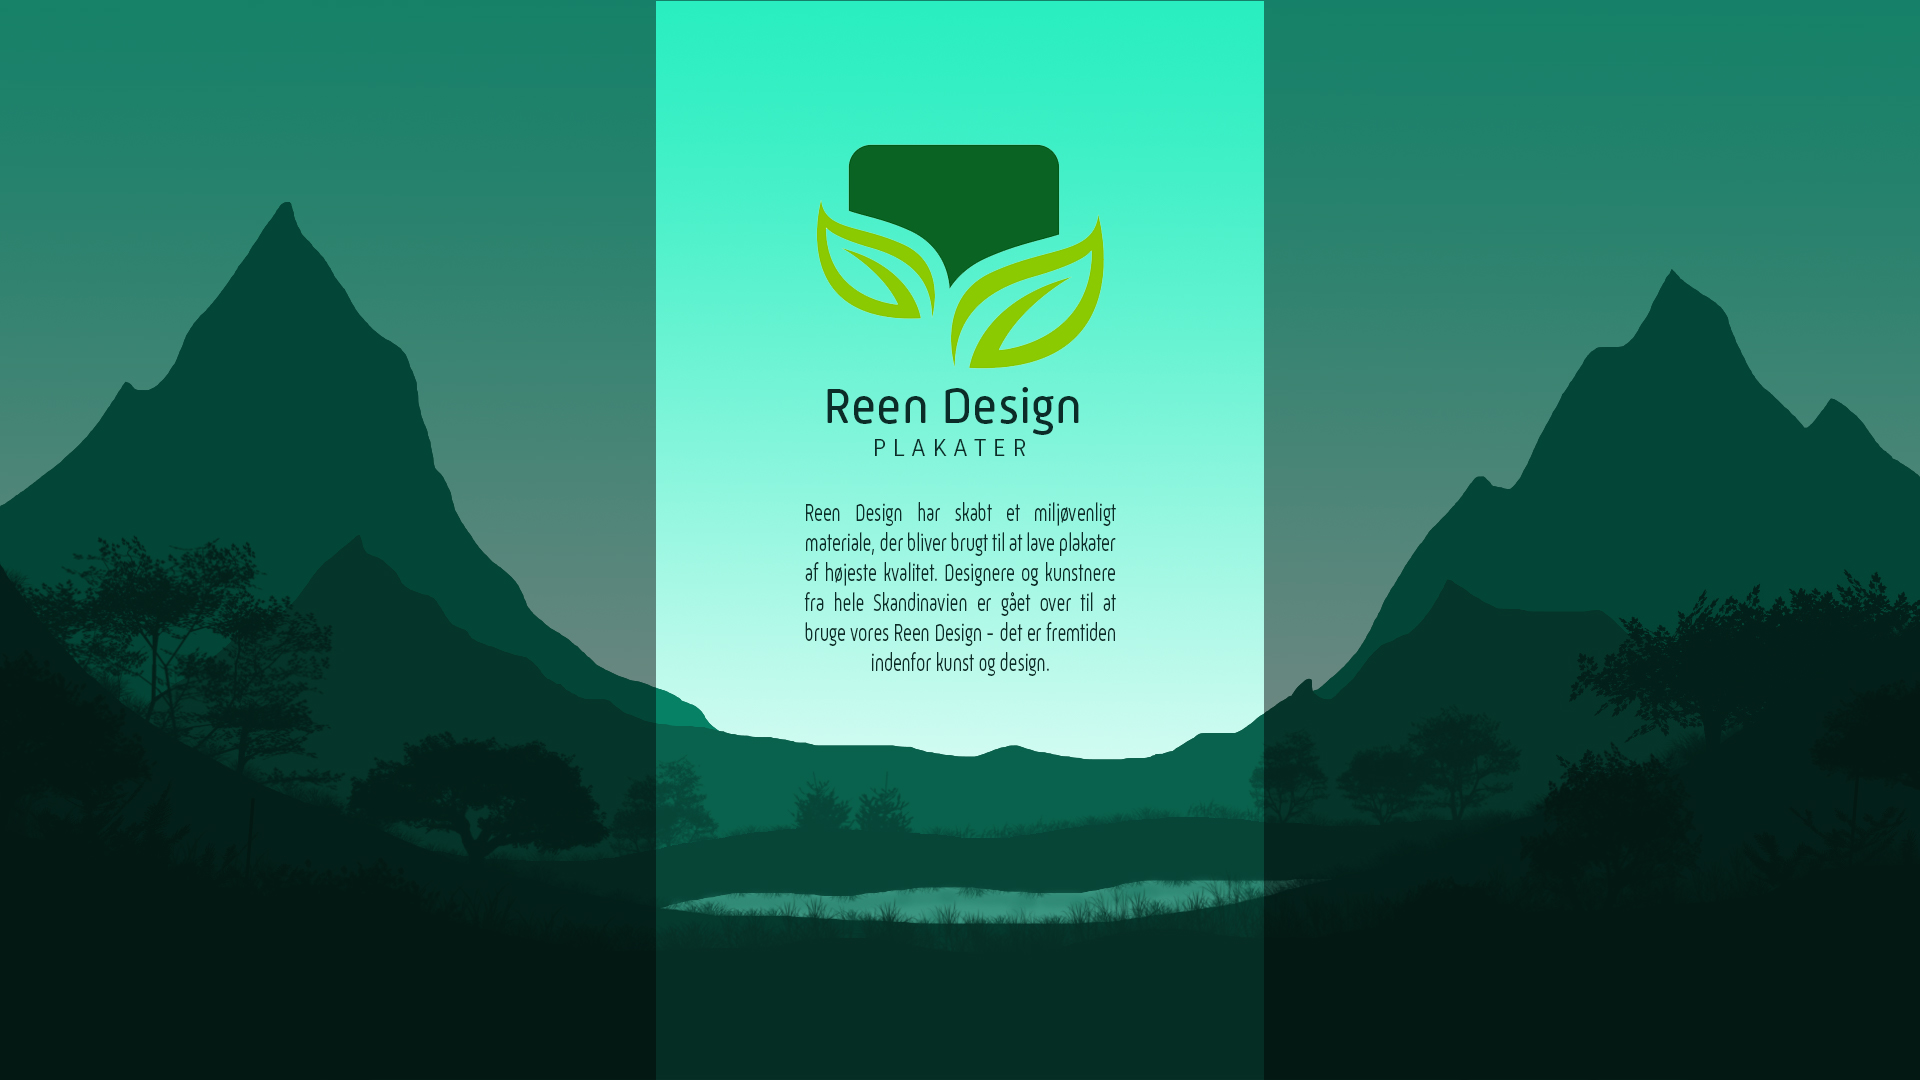 Reen Design
PLAKATER
Reen Design har skabt et miljøvenligt
materiale, der bliver brugt til at lave plakater
af højeste kvalitet. Designere og kunstnere
fra hele Skandinavien er gået over til at
bruge vores Reen Design - det er fremtiden
indenfor kunst og design.